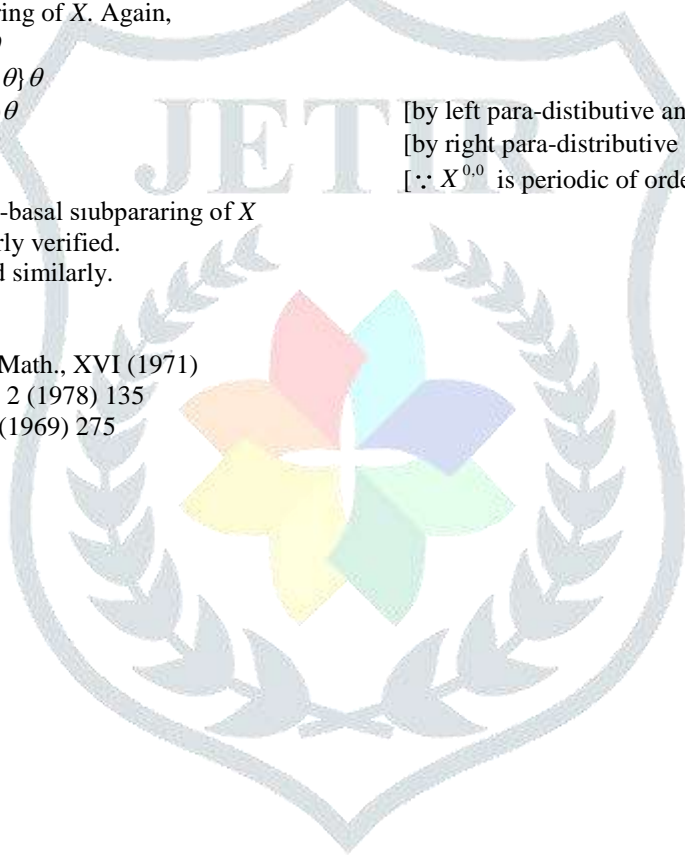 ring of X. Again,
θ}θ
θ [by left para-distibutive an
[by right para-distributive
[∵ X^{0,0} is periodic of orde
-basal subpararing of X
rly verified.
d similarly.
Math., XVI (1971)
2 (1978) 135
(1969) 275
JETIR